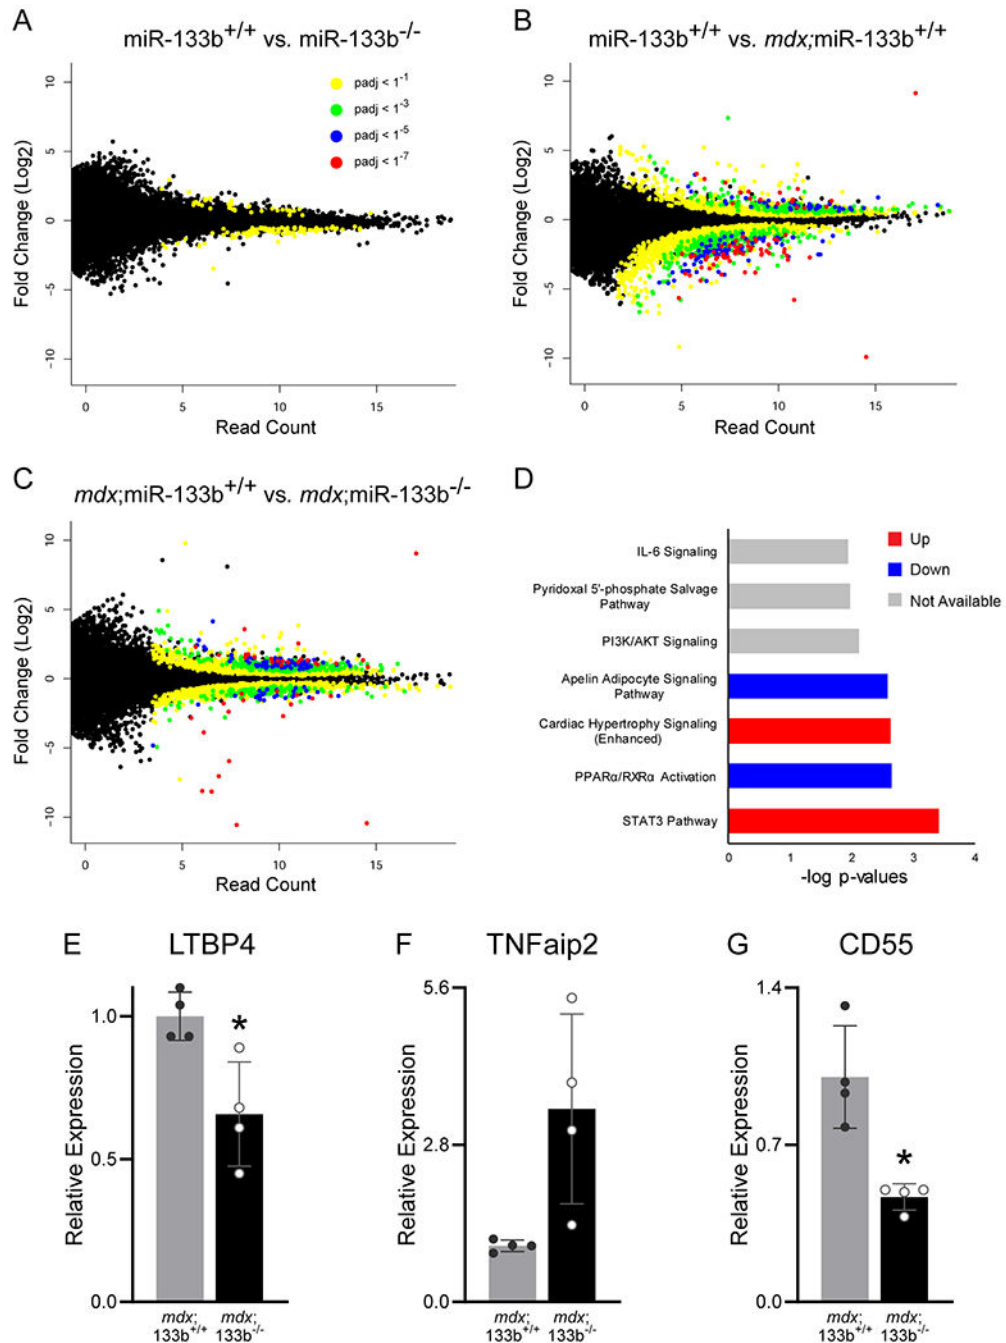 A
miR-133b+/+ vs. miR-133b-/-
10
5
0
-5
-10
Fold Change (Log2)
padj < 1-1
padj < 1-3
padj < 1-5
padj < 1-7
0 5 10 15
Read Count
B
miR-133b+/+ vs. mdx;miR-133b+/+
10
5
0
-5
-10
Fold Change (Log2)
0 5 10 15
Read Count
C
mdx;miR-133b+/+ vs. mdx;miR-133b-/-
10
5
0
-5
-10
Fold Change (Log2)
0 5 10 15
Read Count
D
Up
Down
Not Available
IL-6 Signaling
Pyridoxal 5'-phosphate Salvage
Pathway
PI3K/AKT Signaling
Apelin Adipocyte Signaling
Pathway
Cardiac Hypertrophy Signaling
(Enhanced)
PPARα/RXRα Activation
STAT3 Pathway
0 1 2 3 4
-log p-values
E
LTBP4
Relative Expression
1.0
0.5
0.0
*
mdx; mdx;
133b+/+ 133b-/-
F
TNFaip2
Relative Expression
5.6
2.8
0.0
mdx; mdx;
133b+/+ 133b-/-
G
CD55
Relative Expression
1.4
0.7
0.0
*
mdx; mdx;
133b+/+ 133b-/-